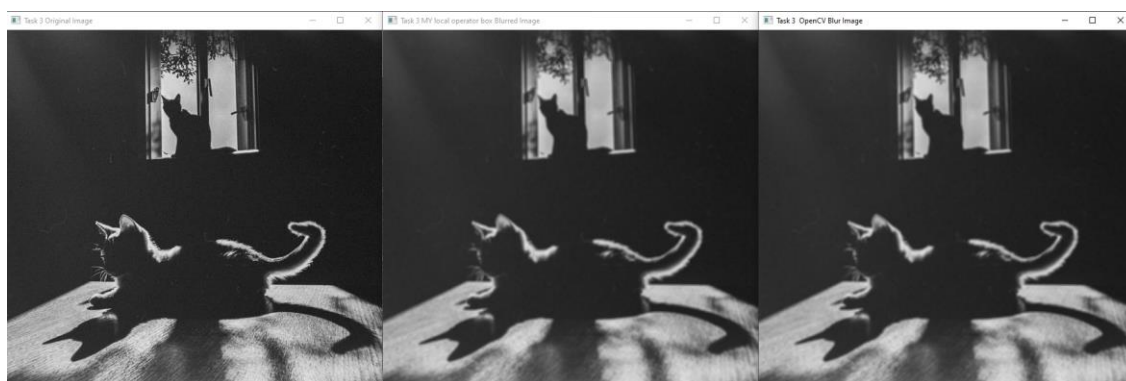 Task 3 Original Image
Task 3 MY local operator box Blurred Image
Task 3 OpenCV Blur Image